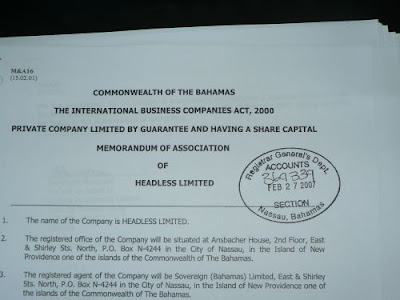 M&A16
(15.02.01)
COMMONWEALTH OF THE BAHAMAS
THE INTERNATIONAL BUSINESS COMPANIES ACT, 2000
PRIVATE COMPANY LIMITED BY GUARANTEE AND HAVING A SHARE CAPITAL
MEMORANDUM OF ASSOCIATION
OF
HEADLESS LIMITED
Registrar General's Dept.
ACCOUNTS
369339
FEB 27 2007
SECTION
Nassau, Bahamas
1. The name of the Company is HEADLESS LIMITED.
2. The registered office of the Company will be situated at Ansbacher House, 2nd Floor, East
& Shirley Sts. North, P.O. Box N-4244 in the City of Nassau, in the Island of New
Providence one of the islands of the Commonwealth of The Bahamas.
3. The registered agent of the Company will be Sovereign (Bahamas) Limited, East & Shirley
Sts. North, P.O. Box N-4244 in the City of Nassau, in the Island of New Providence one of
the islands of the Commonwealth of The Bahamas.